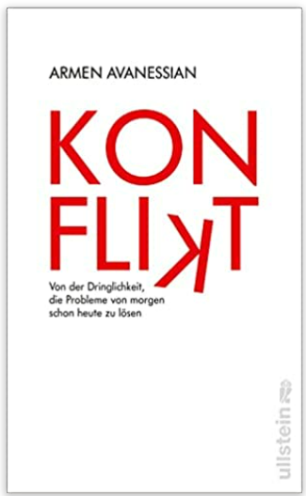 ARMEN AVANESSIAN
KON
FLIKT
Von der Dringlichkeit,
die Probleme von morgen
schon heute zu lösen
ullstein